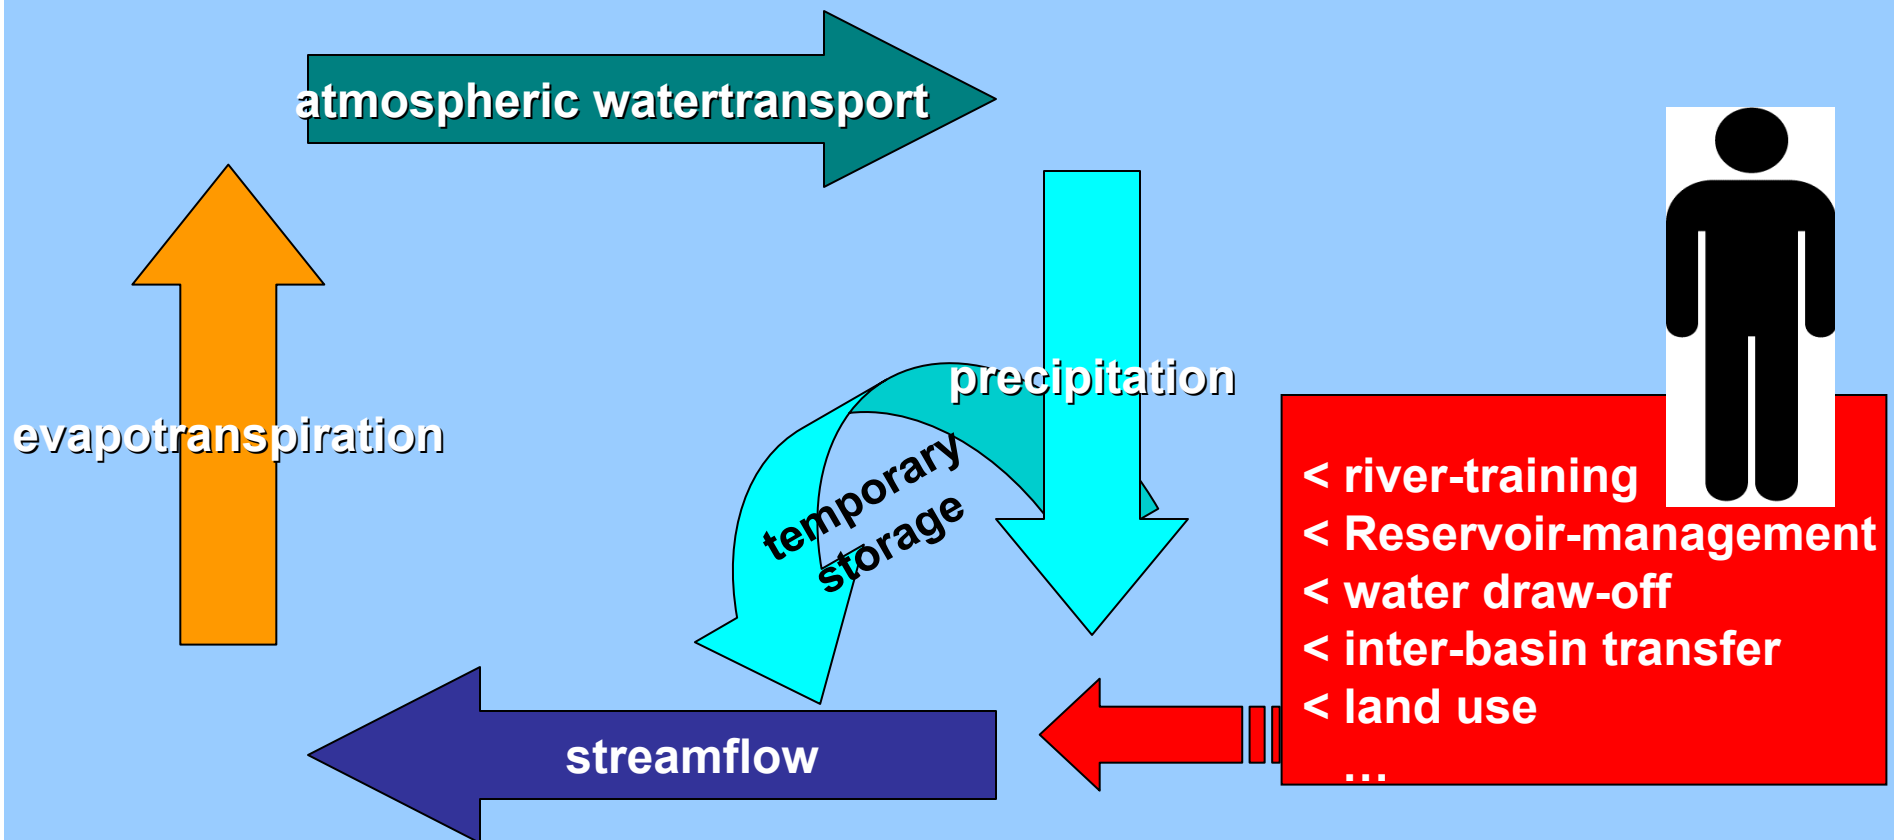 atmospheric watertransport
precipitation
evapotranspiration
temporary
storage
< river-training
< Reservoir-management
< water draw-off
< inter-basin transfer
< land use
...
streamflow